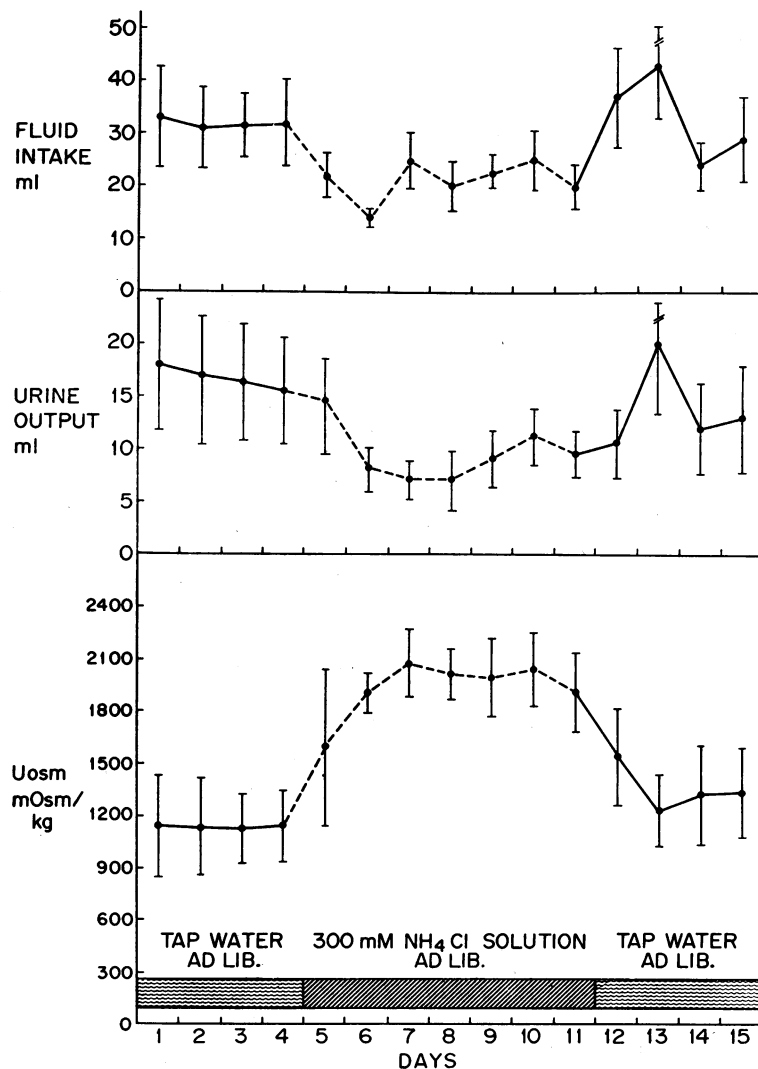 50
40
FLUID
30
INTAKE
ml
20
10
0
20
URINE
15
OUTPUT
ml
10
5
0
2400
2100
1800
Uosm
1500
mOsm/
kg
1200
900
600
TAP WATER 300 mM NH4 Cl SOLUTION TAP WATER
AD LIB. AD LIB. AD LIB.
300
0
1 2 3 4 5 6 7 8 9 10 11 12 13 14 15
DAYS